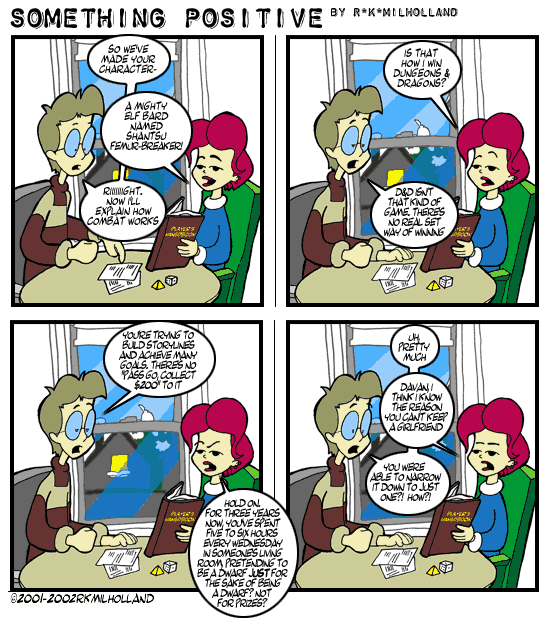 SOMETHING POSITIVE BY R*K*MILHOLLAND
SO WE'VE
MADE YOUR
CHARACTER-
A MIGHTY
ELF BARD
NAMED
SHANTSU
FEMUR-BREAKER!
RIIIIIIGHT.
NOW I'LL
EXPLAIN HOW
COMBAT WORKS
PLAYER'S
HANDBOOK
IS THAT
HOW I WIN
DUNGEONS &
DRAGONS?
D&D ISN'T
THAT KIND OF
GAME. THERE'S
NO REAL SET
WAY OF WINNING
PLAYER'S
HANDBOOK
YOU'RE TRYING TO
BUILD STORYLINES
AND ACHIEVE MANY
GOALS. THERE'S NO
"PASS GO, COLLECT
$200" TO IT
HOLD ON.
FOR THREE YEARS
NOW, YOU'VE SPENT
FIVE TO SIX HOURS
EVERY WEDNESDAY
IN SOMEONE'S LIVING
ROOM PRETENDING TO
BE A DWARF JUST FOR
THE SAKE OF BEING
A DWARF? NOT
FOR PRIZES?
PLAYER'S
HANDBOOK
UH,
PRETTY
MUCH
DAVAN, I
THINK I KNOW
THE REASON
YOU CAN'T KEEP
A GIRLFRIEND
YOU WERE
ABLE TO NARROW
IT DOWN TO JUST
ONE?! HOW?!
PLAYER'S
HANDBOOK
©2001-2002RKMILHOLLAND